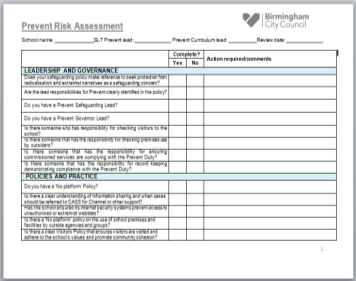 Prevent Risk Assessment
Birmingham
City Council
School name: ____________ SLT Prevent lead: ____________ Prevent Curriculum lead: ________ Review date: ____________
Complete?
Yes No Action required/comments
LEADERSHIP AND GOVERNANCE
Does your safeguarding policy make reference to seek protection from
radicalisation and extremist narratives as a safeguarding concern?
Are the lead responsibilities for Prevent clearly identified in the policy?
Do you have a Prevent Safeguarding Lead?
Do you have a Prevent Governor Lead?
Is there someone who has responsibility for checking visitors to the
school?
Is there someone that has the responsibility for checking premises use
by outsiders?
Is there someone that has the responsibility for ensuring
commissioned services are complying with the Prevent Duty?
Is there someone that has the responsibility for record keeping
demonstrating compliance with the Prevent Duty?
POLICIES AND PRACTICE
Do you have a 'No platform' Policy?
Is there a clear understanding of information sharing and when cases
should be referred to CASS for Channel or other support?
Has the school ensured its internet security systems prevent access to
unauthorised or extremist websites?
Is there a 'No platform' policy on the use of school premises and
facilities by outside agencies and groups?
Is there a clear Visitors Policy that ensures visitors are vetted and
adhere to the school's values and promote community cohesion?